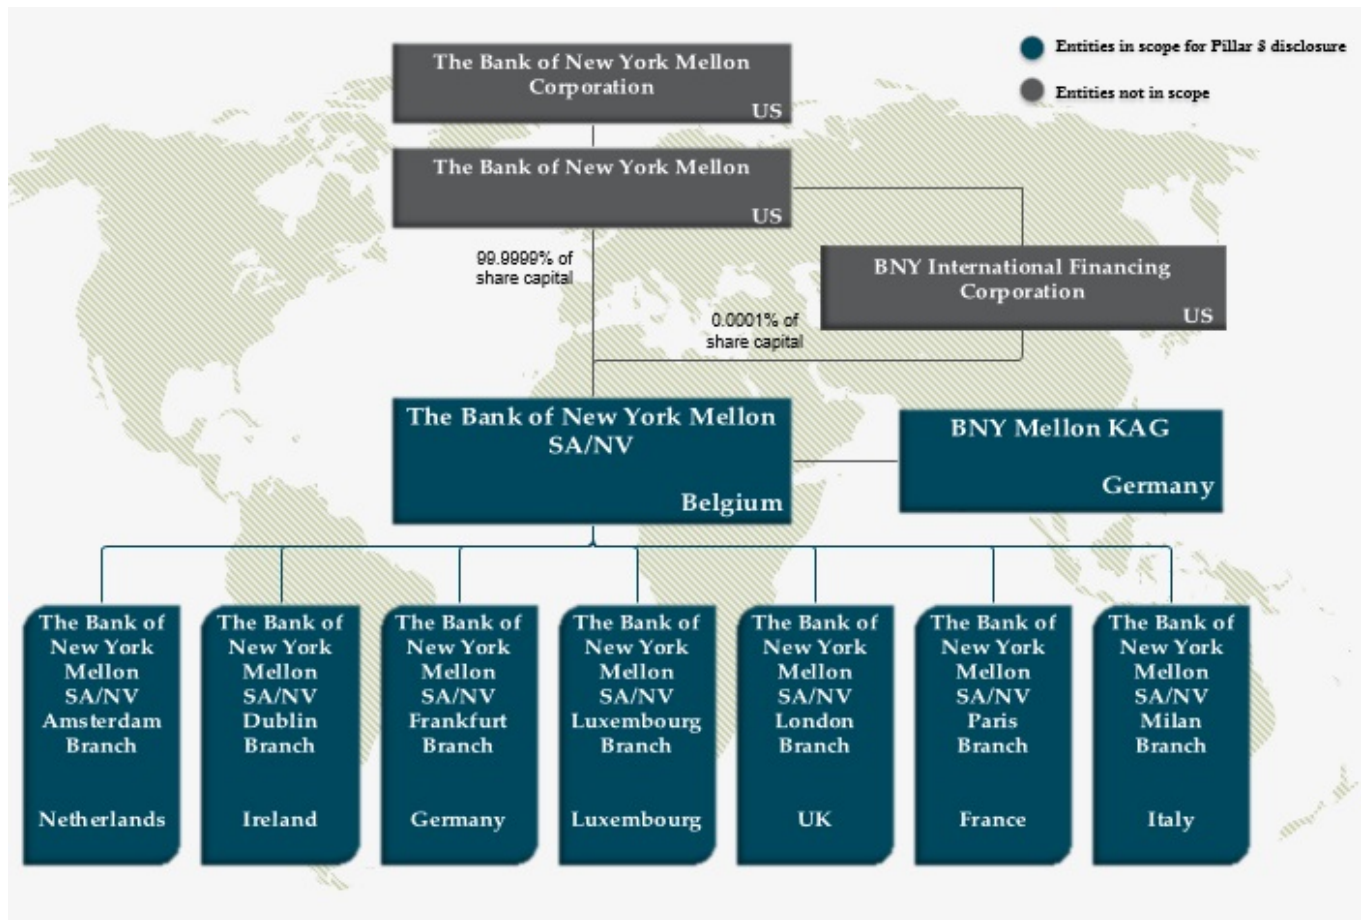 Entities in scope for Pillar 3 disclosure
Entities not in scope
The Bank of New York Mellon
Corporation
US
The Bank of New York Mellon
US
99.9999% of
share capital
BNY International Financing
Corporation
US
0.0001% of
share capital
The Bank of New York Mellon
SA/NV
Belgium
BNY Mellon KAG
Germany
The Bank of
New York
Mellon
SA/NV
Amsterdam
Branch
Netherlands
The Bank of
New York
Mellon
SA/NV
Dublin
Branch
Ireland
The Bank of
New York
Mellon
SA/NV
Frankfurt
Branch
Germany
The Bank of
New York
Mellon
SA/NV
Luxembourg
Branch
Luxembourg
The Bank of
New York
Mellon
SA/NV
London
Branch
UK
The Bank of
New York
Mellon
SA/NV
Paris
Branch
France
The Bank of
New York
Mellon
SA/NV
Milan
Branch
Italy